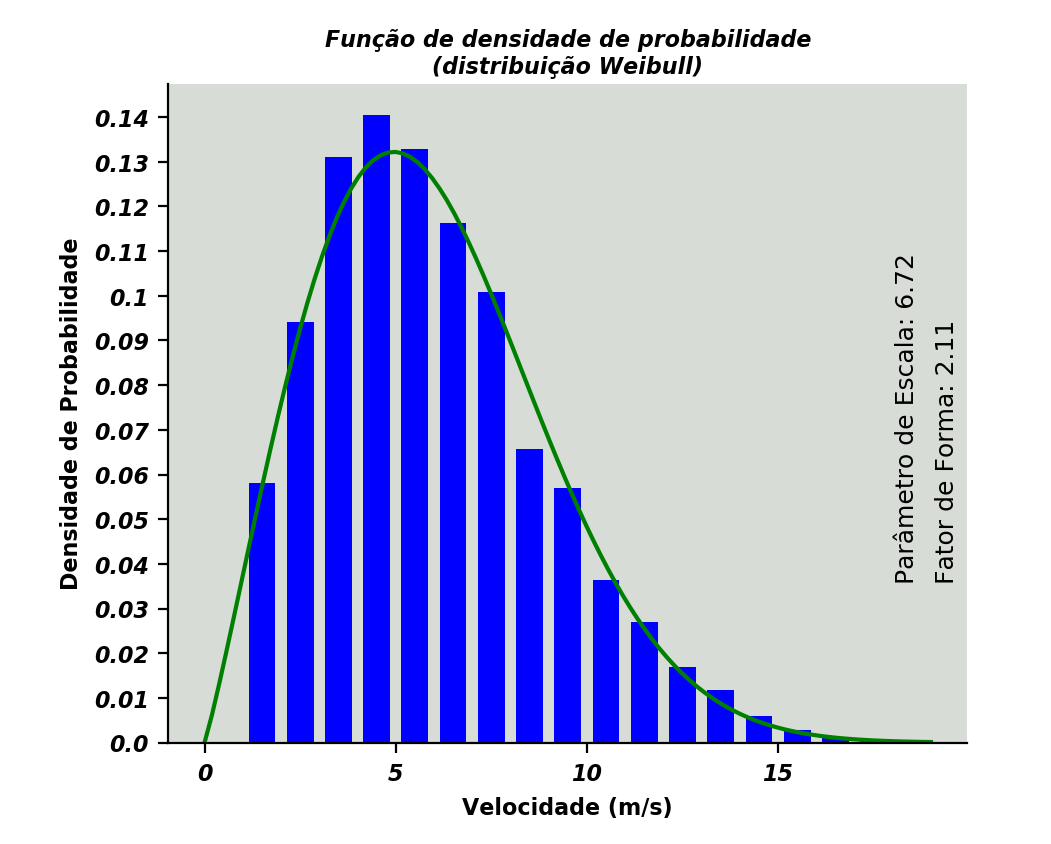 Função de densidade de probabilidade
(distribuição Weibull)
Densidade de Probabilidade
0.14
0.13
0.12
0.11
0.1
0.09
0.08
0.07
0.06
0.05
0.04
0.03
0.02
0.01
0.0
Parâmetro de Escala: 6.72
Fator de Forma: 2.11
0 5 10 15
Velocidade (m/s)